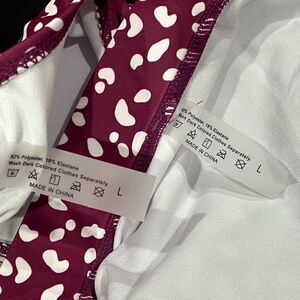 82% Polyester, 18% Elastane
Wash Dark Colored Clothes Separately.
MADE IN CHINA
L
Polyester, 18% Elastane
Wash Dark Colored Clothes Separately.
MADE IN CHINA
L